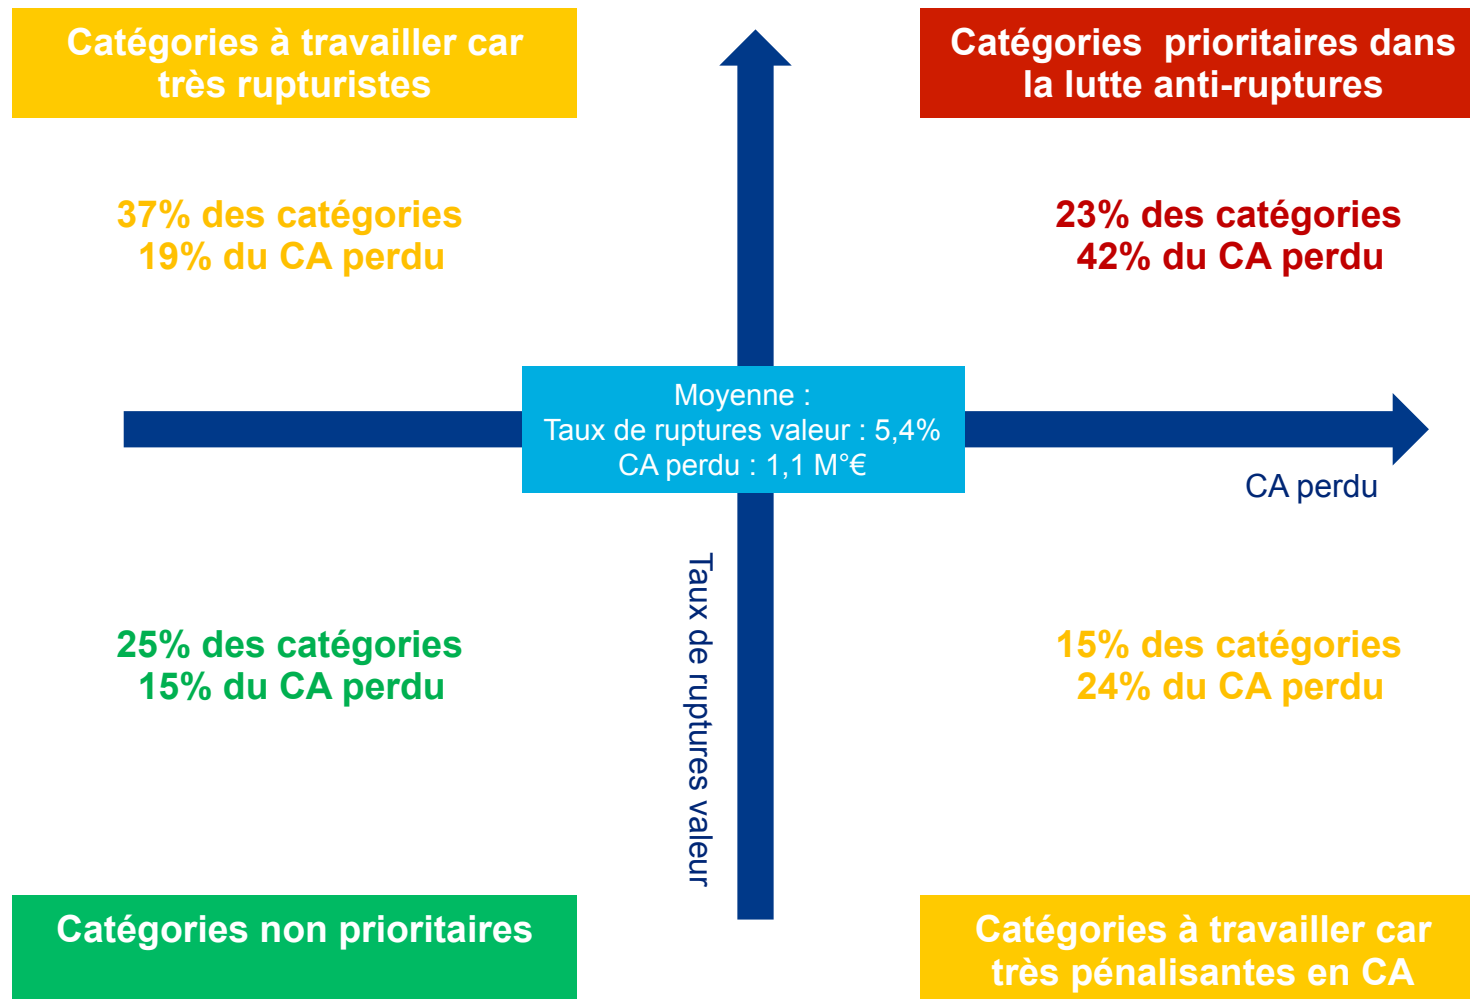 Catégories à travailler car
très rupturistes
Catégories prioritaires dans
la lutte anti-ruptures
37% des catégories
19% du CA perdu
23% des catégories
42% du CA perdu
Moyenne :
Taux de ruptures valeur : 5,4%
CA perdu : 1,1 M°€
CA perdu
Taux de ruptures valeur
25% des catégories
15% du CA perdu
15% des catégories
24% du CA perdu
Catégories non prioritaires
Catégories à travailler car
très pénalisantes en CA